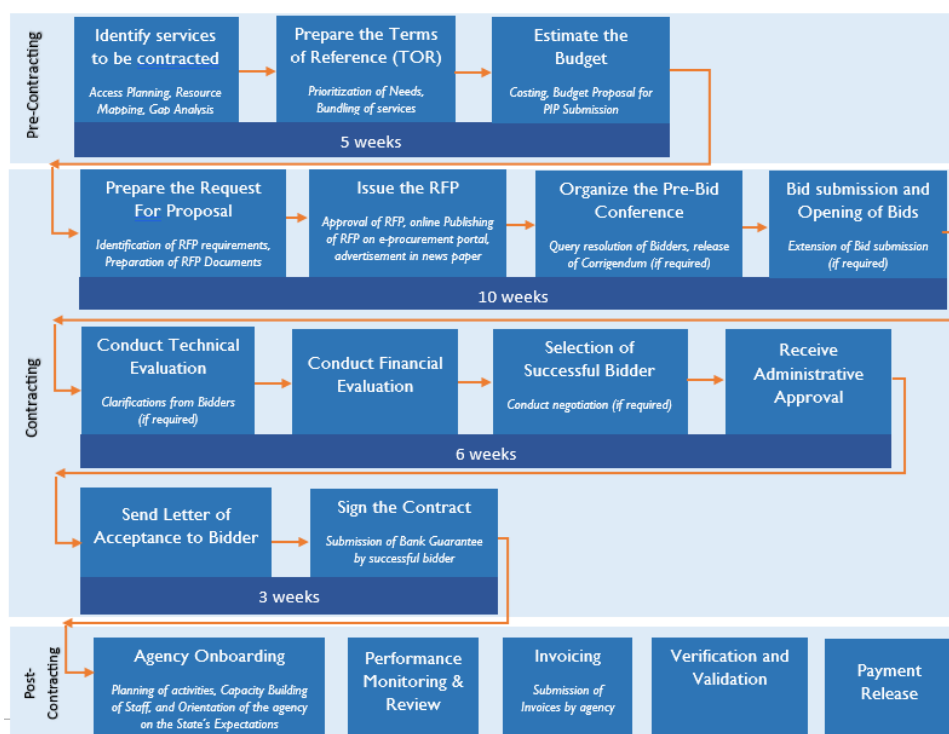 Pre-Contracting
Identify services
to be contracted
Access Planning, Resource
Mapping, Gap Analysis
Prepare the Terms
of Reference (TOR)
Prioritization of Needs,
Bundling of services
Estimate the
Budget
Costing, Budget Proposal for
PIP Submission
5 weeks
Contracting
Prepare the Request
For Proposal
Identification of RFP requirements,
Preparation of RFP Documents
Issue the RFP
Approval of RFP, online Publishing
of RFP on e-procurement portal,
advertisement in news paper
Organize the Pre-Bid
Conference
Query resolution of Bidders, release
of Corrigendum (if required)
Bid submission and
Opening of Bids
Extension of Bid submission
(if required)
10 weeks
Conduct Technical
Evaluation
Clarifications from Bidders
(if required)
Conduct Financial
Evaluation
Selection of
Successful Bidder
Conduct negotiation (if required)
Receive
Administrative
Approval
6 weeks
Send Letter of
Acceptance to Bidder
Sign the Contract
Submission of Bank Guarantee
by successful bidder
3 weeks
Post-
Contracting
Agency Onboarding
Planning of activities, Capacity Building
of Staff, and Orientation of the agency
on the State's Expectations
Performance
Monitoring &
Review
Invoicing
Submission of
Invoices by agency
Verification and
Validation
Payment
Release